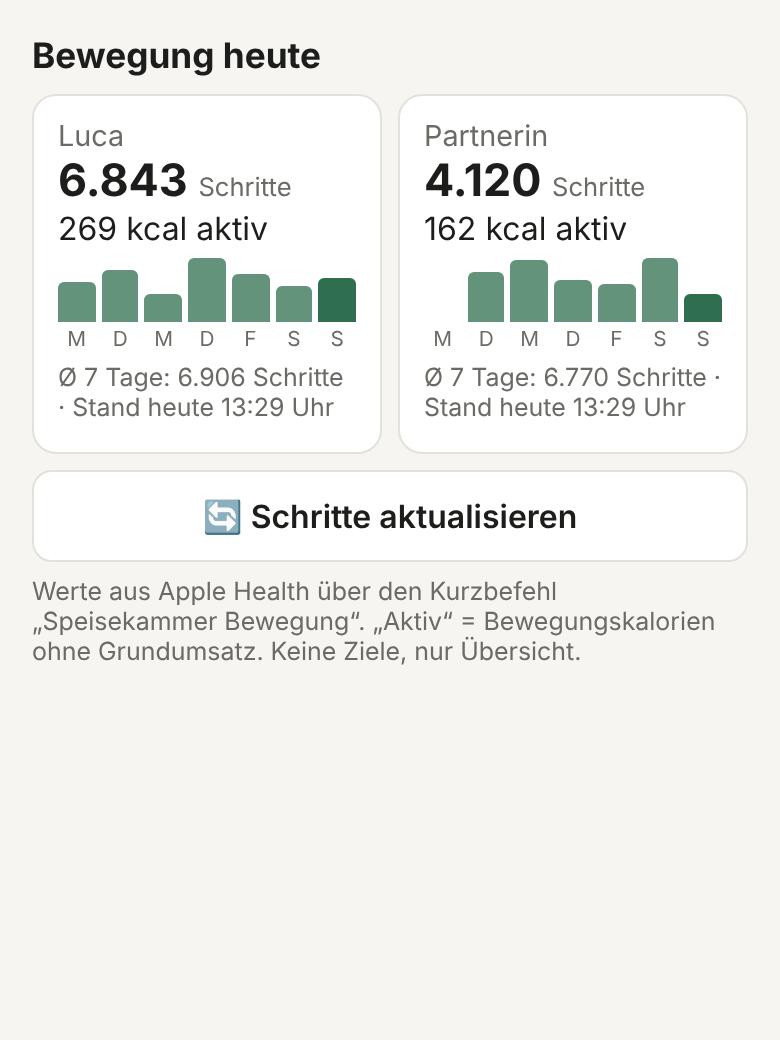 Bewegung heute
Luca
6.843 Schritte
269 kcal aktiv
M D M D F S S
Ø 7 Tage: 6.906 Schritte
· Stand heute 13:29 Uhr
Partnerin
4.120 Schritte
162 kcal aktiv
M D M D F S S
Ø 7 Tage: 6.770 Schritte ·
Stand heute 13:29 Uhr
🔄 Schritte aktualisieren
Werte aus Apple Health über den Kurzbefehl
„Speisekammer Bewegung“. „Aktiv“ = Bewegungskalorien
ohne Grundumsatz. Keine Ziele, nur Übersicht.